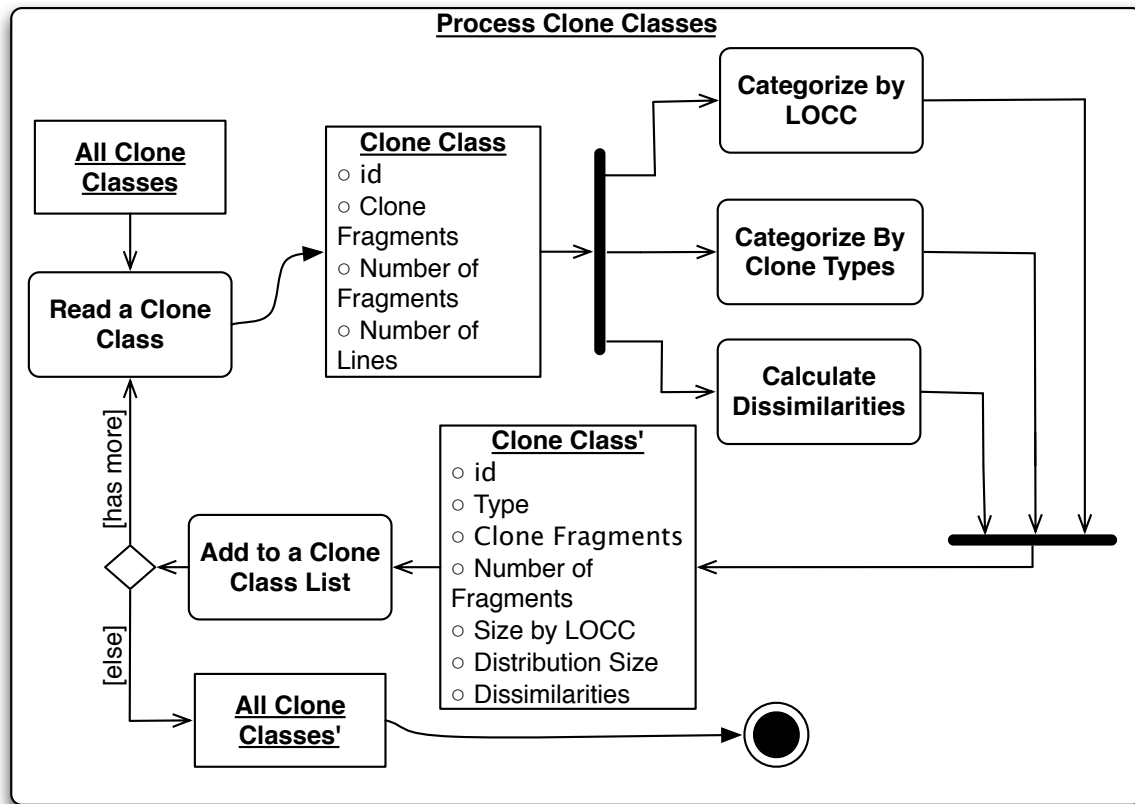 Process Clone Classes
All Clone
Classes
Read a Clone
Class
Clone Class
○ id
○ Clone
Fragments
○ Number of
Fragments
○ Number of
Lines
Categorize by
LOCC
Categorize By
Clone Types
Calculate
Dissimilarities
Clone Class'
○ id
○ Type
○ Clone Fragments
○ Number of
Fragments
○ Size by LOCC
○ Distribution Size
○ Dissimilarities
Add to a Clone
Class List
[has more]
[else]
All Clone
Classes'